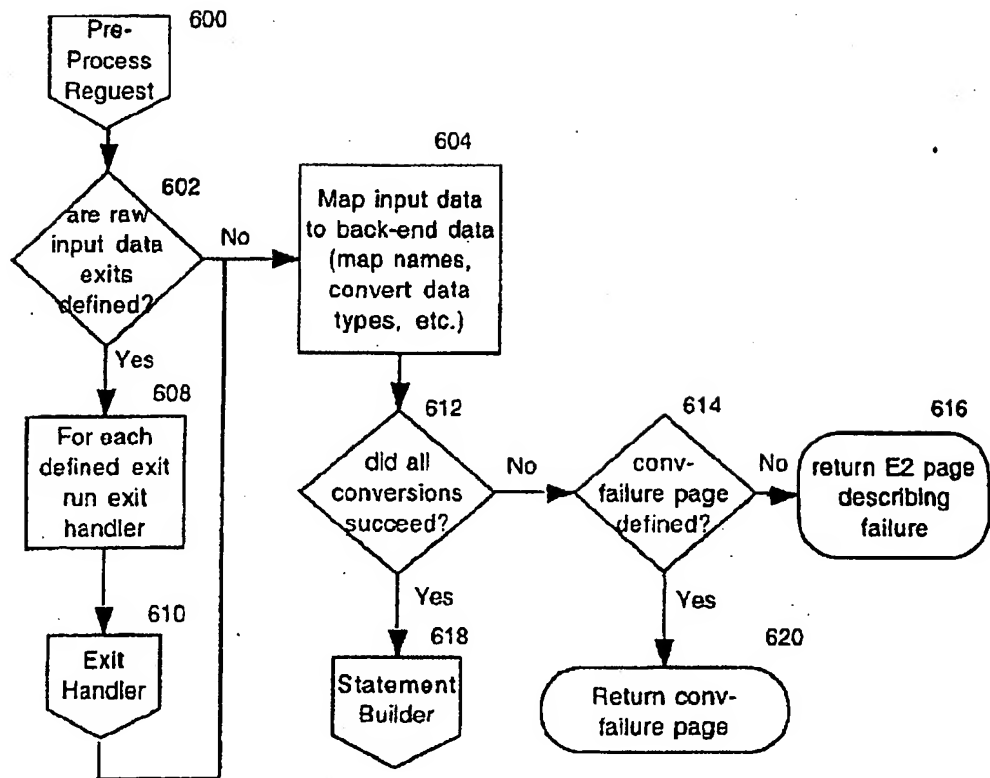 600
Pre-
Process
Reguest
602
are raw
input data
exits
defined?
No
Yes
604
Map input data
to back-end data
(map names,
convert data
types, etc.)
608
For each
defined exit
run exit
handler
610
Exit
Handler
612
did all
conversions
succeed?
No
Yes
614
conv-
failure page
defined?
No
Yes
616
return E2 page
describing
failure
618
Statement
Builder
620
Return conv-
failure page